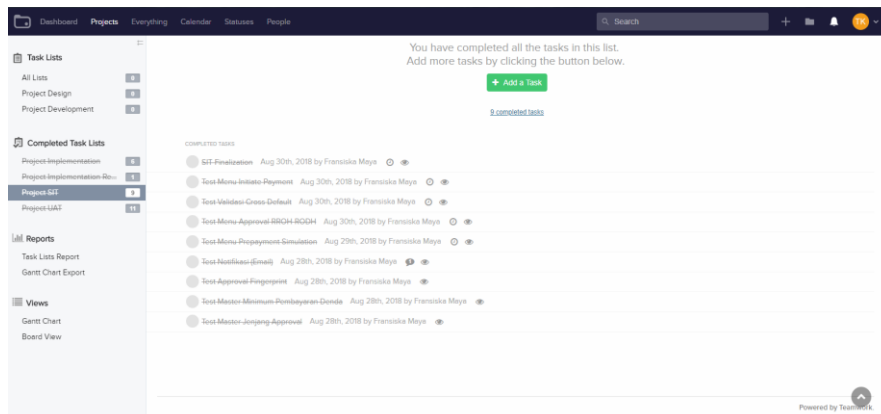 Dashboard Projects Everything Calendar Statuses People Search TK
Task Lists
All Lists 0
Project Design 0
Project Development 0
Completed Task Lists
Project Implementation 6
Project Implementation Re... 1
Project SIT 9
Project UAT 11
Reports
Task Lists Report
Gantt Chart Export
Views
Gantt Chart
Board View
You have completed all the tasks in this list.
Add more tasks by clicking the button below.
+ Add a Task
9 completed tasks
COMPLETED TASKS
SIT Finalization Aug 30th, 2018 by Fransiska Maya
Test Menu Initiate Payment Aug 30th, 2018 by Fransiska Maya
Test Validasi Cross Default Aug 30th, 2018 by Fransiska Maya
Test Menu Approval RROH RODH Aug 30th, 2018 by Fransiska Maya
Test Menu Prepayment Simulation Aug 29th, 2018 by Fransiska Maya
Test Notifikasi (Email) Aug 28th, 2018 by Fransiska Maya
Test Approval Fingerprint Aug 28th, 2018 by Fransiska Maya
Test Master Minimum Pembayaran Denda Aug 28th, 2018 by Fransiska Maya
Test Master Jenjang Approval Aug 28th, 2018 by Fransiska Maya
Powered by Teamwork